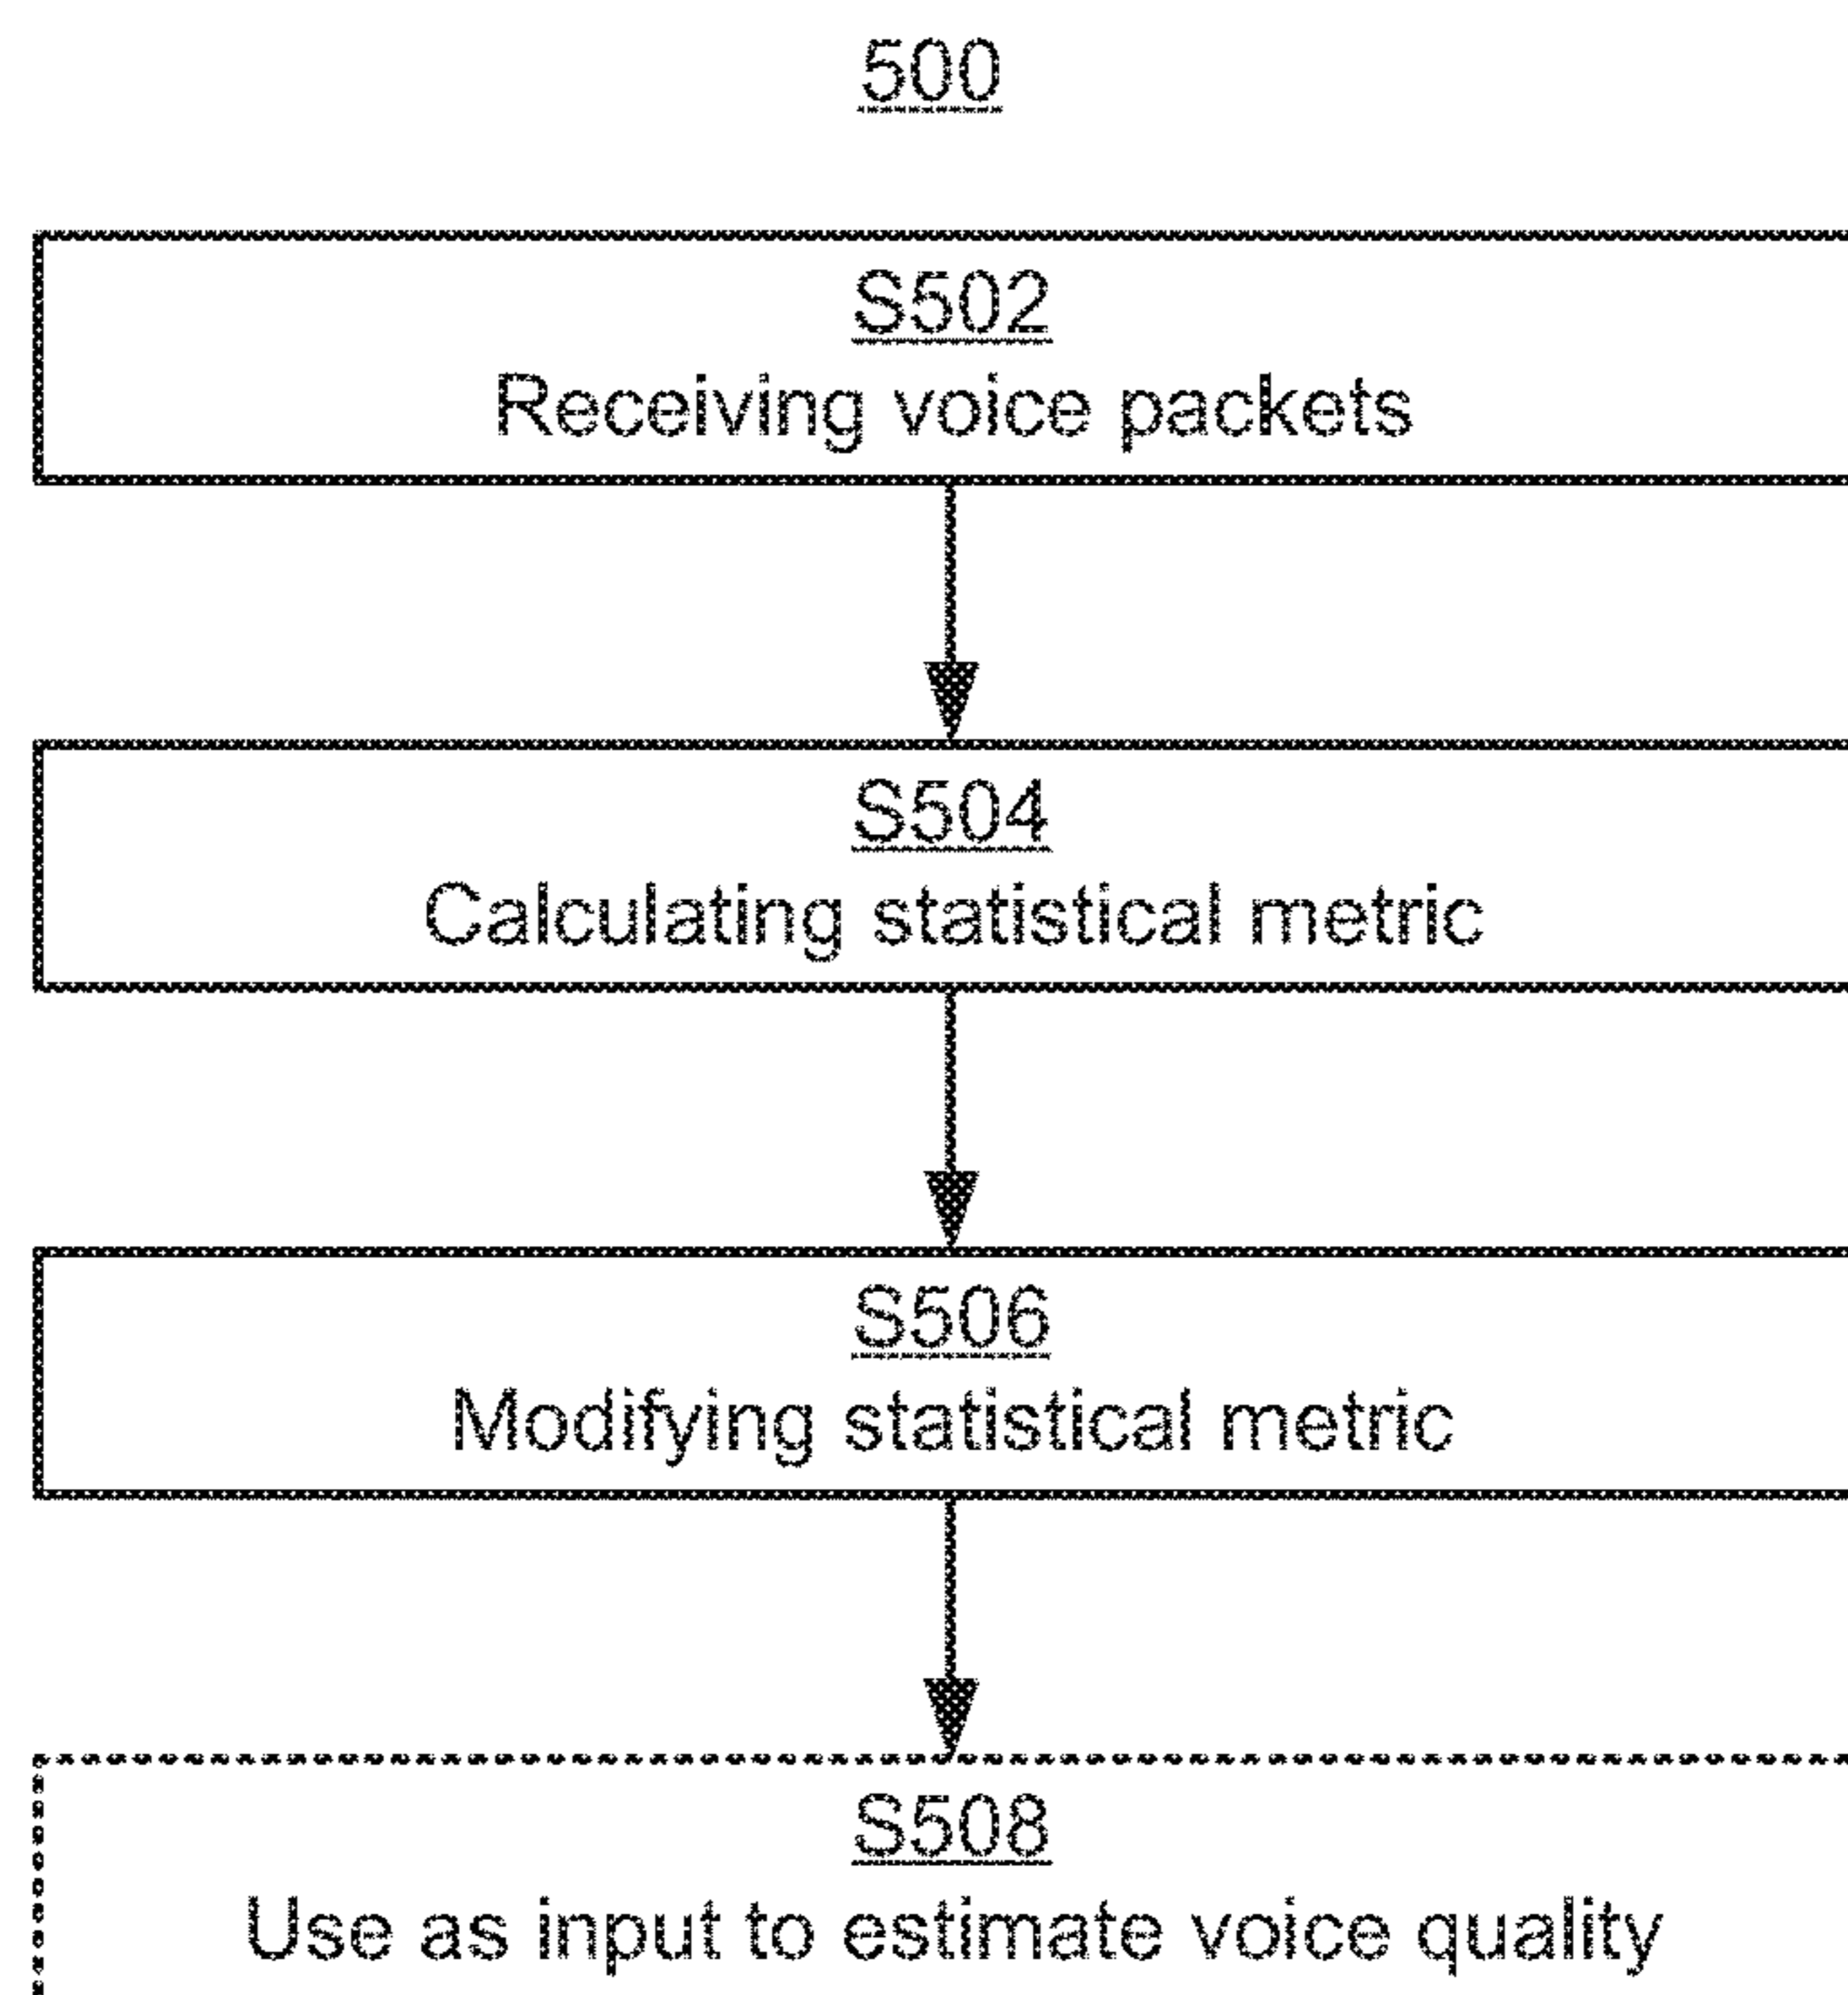 500
S502
Receiving voice packets
S504
Calculating statistical metric
S506
Modifying statistical metric
S508
Use as input to estimate voice quality